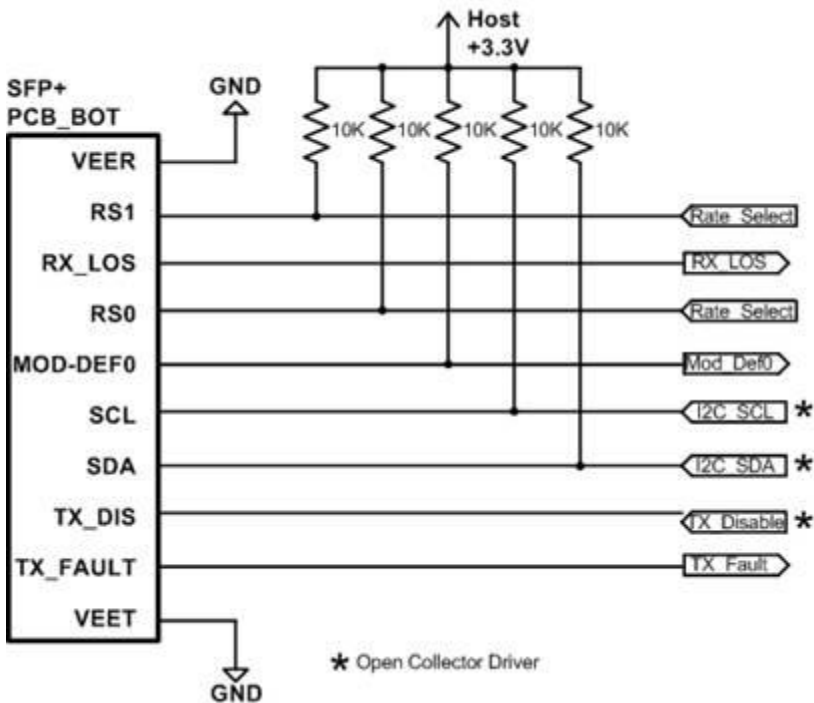 Host
+3.3V
SFP+
PCB_BOT
GND
10K 10K 10K 10K 10K
VEER
RS1 Rate_Select
RX_LOS RX_LOS
RS0 Rate_Select
MOD-DEF0 Mod_Def0
SCL I2C_SCL *
SDA I2C_SDA *
TX_DIS TX_Disable *
TX_FAULT TX_Fault
VEET
* Open Collector Driver
GND